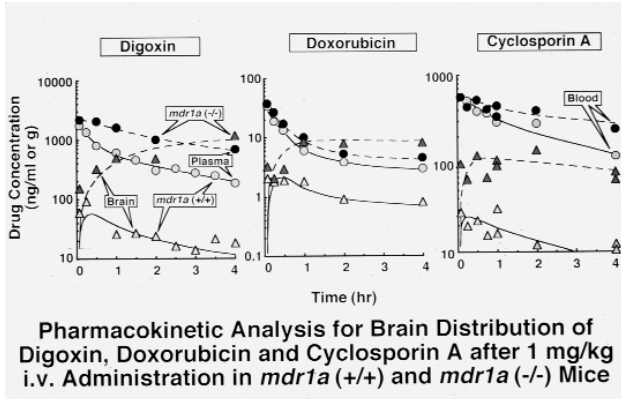 Digoxin
Doxorubicin
Cyclosporin A
Drug Concentration
(ng/ml or g)
10000
1000
100
10
0 1 2 3 4
mdr1a (-/-)
Plasma
Brain
mdr1a (+/+)
100
10
1
0.1
0 1 2 3 4
1000
100
10
0 1 2 3 4
Blood
Time (hr)
Pharmacokinetic Analysis for Brain Distribution of
Digoxin, Doxorubicin and Cyclosporin A after 1 mg/kg
i.v. Administration in mdr1a (+/+) and mdr1a (-/-) Mice